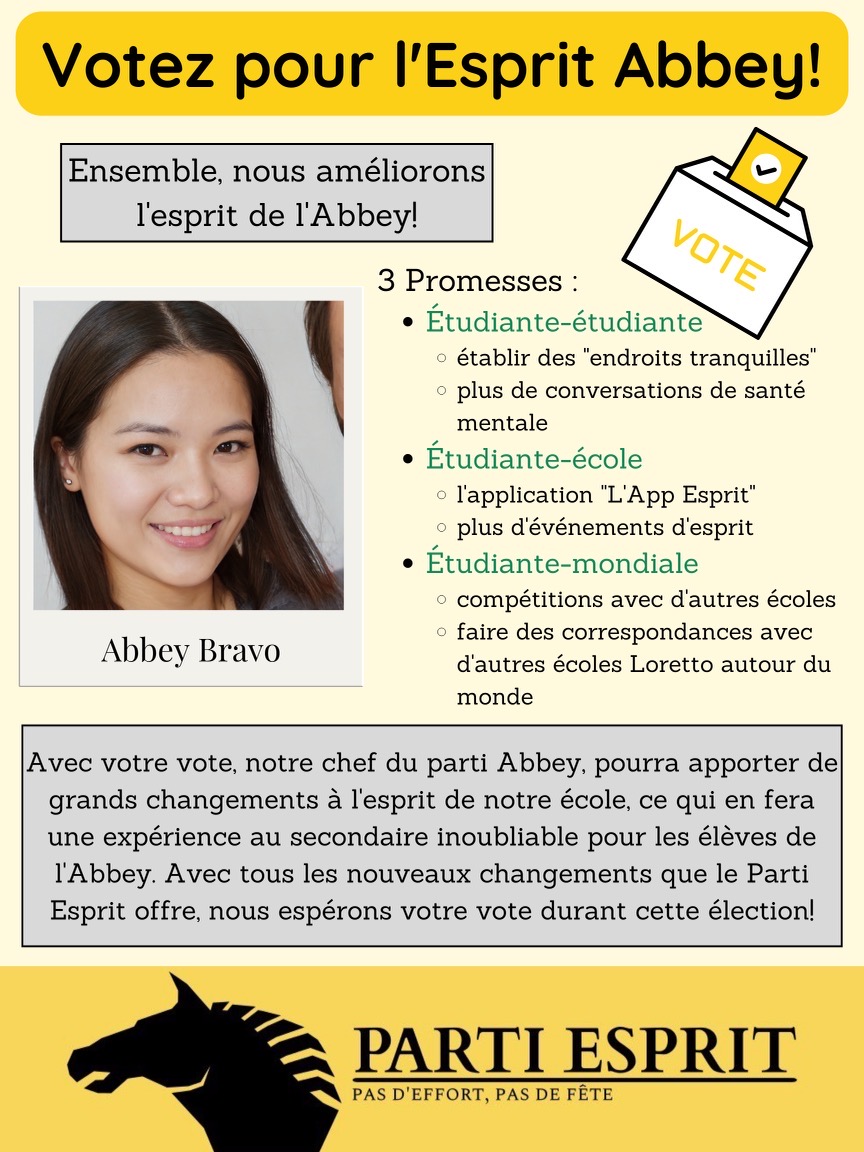 Votez pour l'Esprit Abbey!
Ensemble, nous améliorons
l'esprit de l'Abbey!
VOTE
3 Promesses :
Étudiante-étudiante
établir des "endroits tranquilles"
plus de conversations de santé
mentale
Étudiante-école
l'application "L'App Esprit"
plus d'événements d'esprit
Étudiante-mondiale
compétitions avec d'autres écoles
faire des correspondances avec
d'autres écoles Loretto autour du
monde
Abbey Bravo
Avec votre vote, notre chef du parti Abbey, pourra apporter de
grands changements à l'esprit de notre école, ce qui en fera
une expérience au secondaire inoubliable pour les élèves de
l'Abbey. Avec tous les nouveaux changements que le Parti
Esprit offre, nous espérons votre vote durant cette élection!
PARTI ESPRIT
PAS D'EFFORT, PAS DE FÊTE